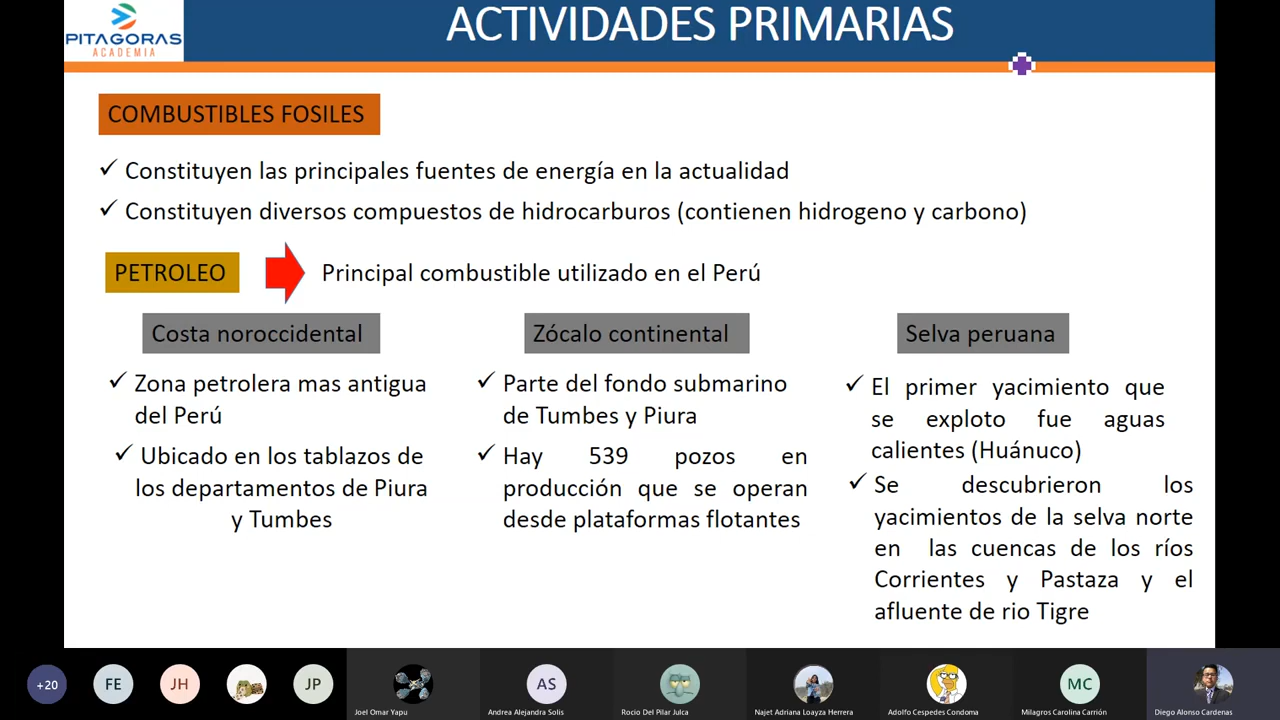 PITAGORAS
ACADEMIA
ACTIVIDADES PRIMARIAS
COMBUSTIBLES FOSILES
Constituyen las principales fuentes de energía en la actualidad
Constituyen diversos compuestos de hidrocarburos (contienen hidrogeno y carbono)
PETROLEO
Principal combustible utilizado en el Perú
Costa noroccidental
Zona petrolera mas antigua
del Perú
Ubicado en los tablazos de
los departamentos de Piura
y Tumbes
Zócalo continental
Parte del fondo submarino
de Tumbes y Piura
Hay 539 pozos en
producción que se operan
desde plataformas flotantes
Selva peruana
El primer yacimiento que
se exploto fue aguas
calientes (Huánuco)
Se descubrieron los
yacimientos de la selva norte
en las cuencas de los ríos
Corrientes y Pastaza y el
afluente de rio Tigre
+20
FE
JH
JP
Joel Omar Yapu
AS
Andrea Alejandra Solis
Rocio Del Pilar Julca
Najet Adriana Loayza Herrera
Adolfo Cespedes Condoma
MC
Milagros Carolina Carrión
Diego Alonso Cardenas